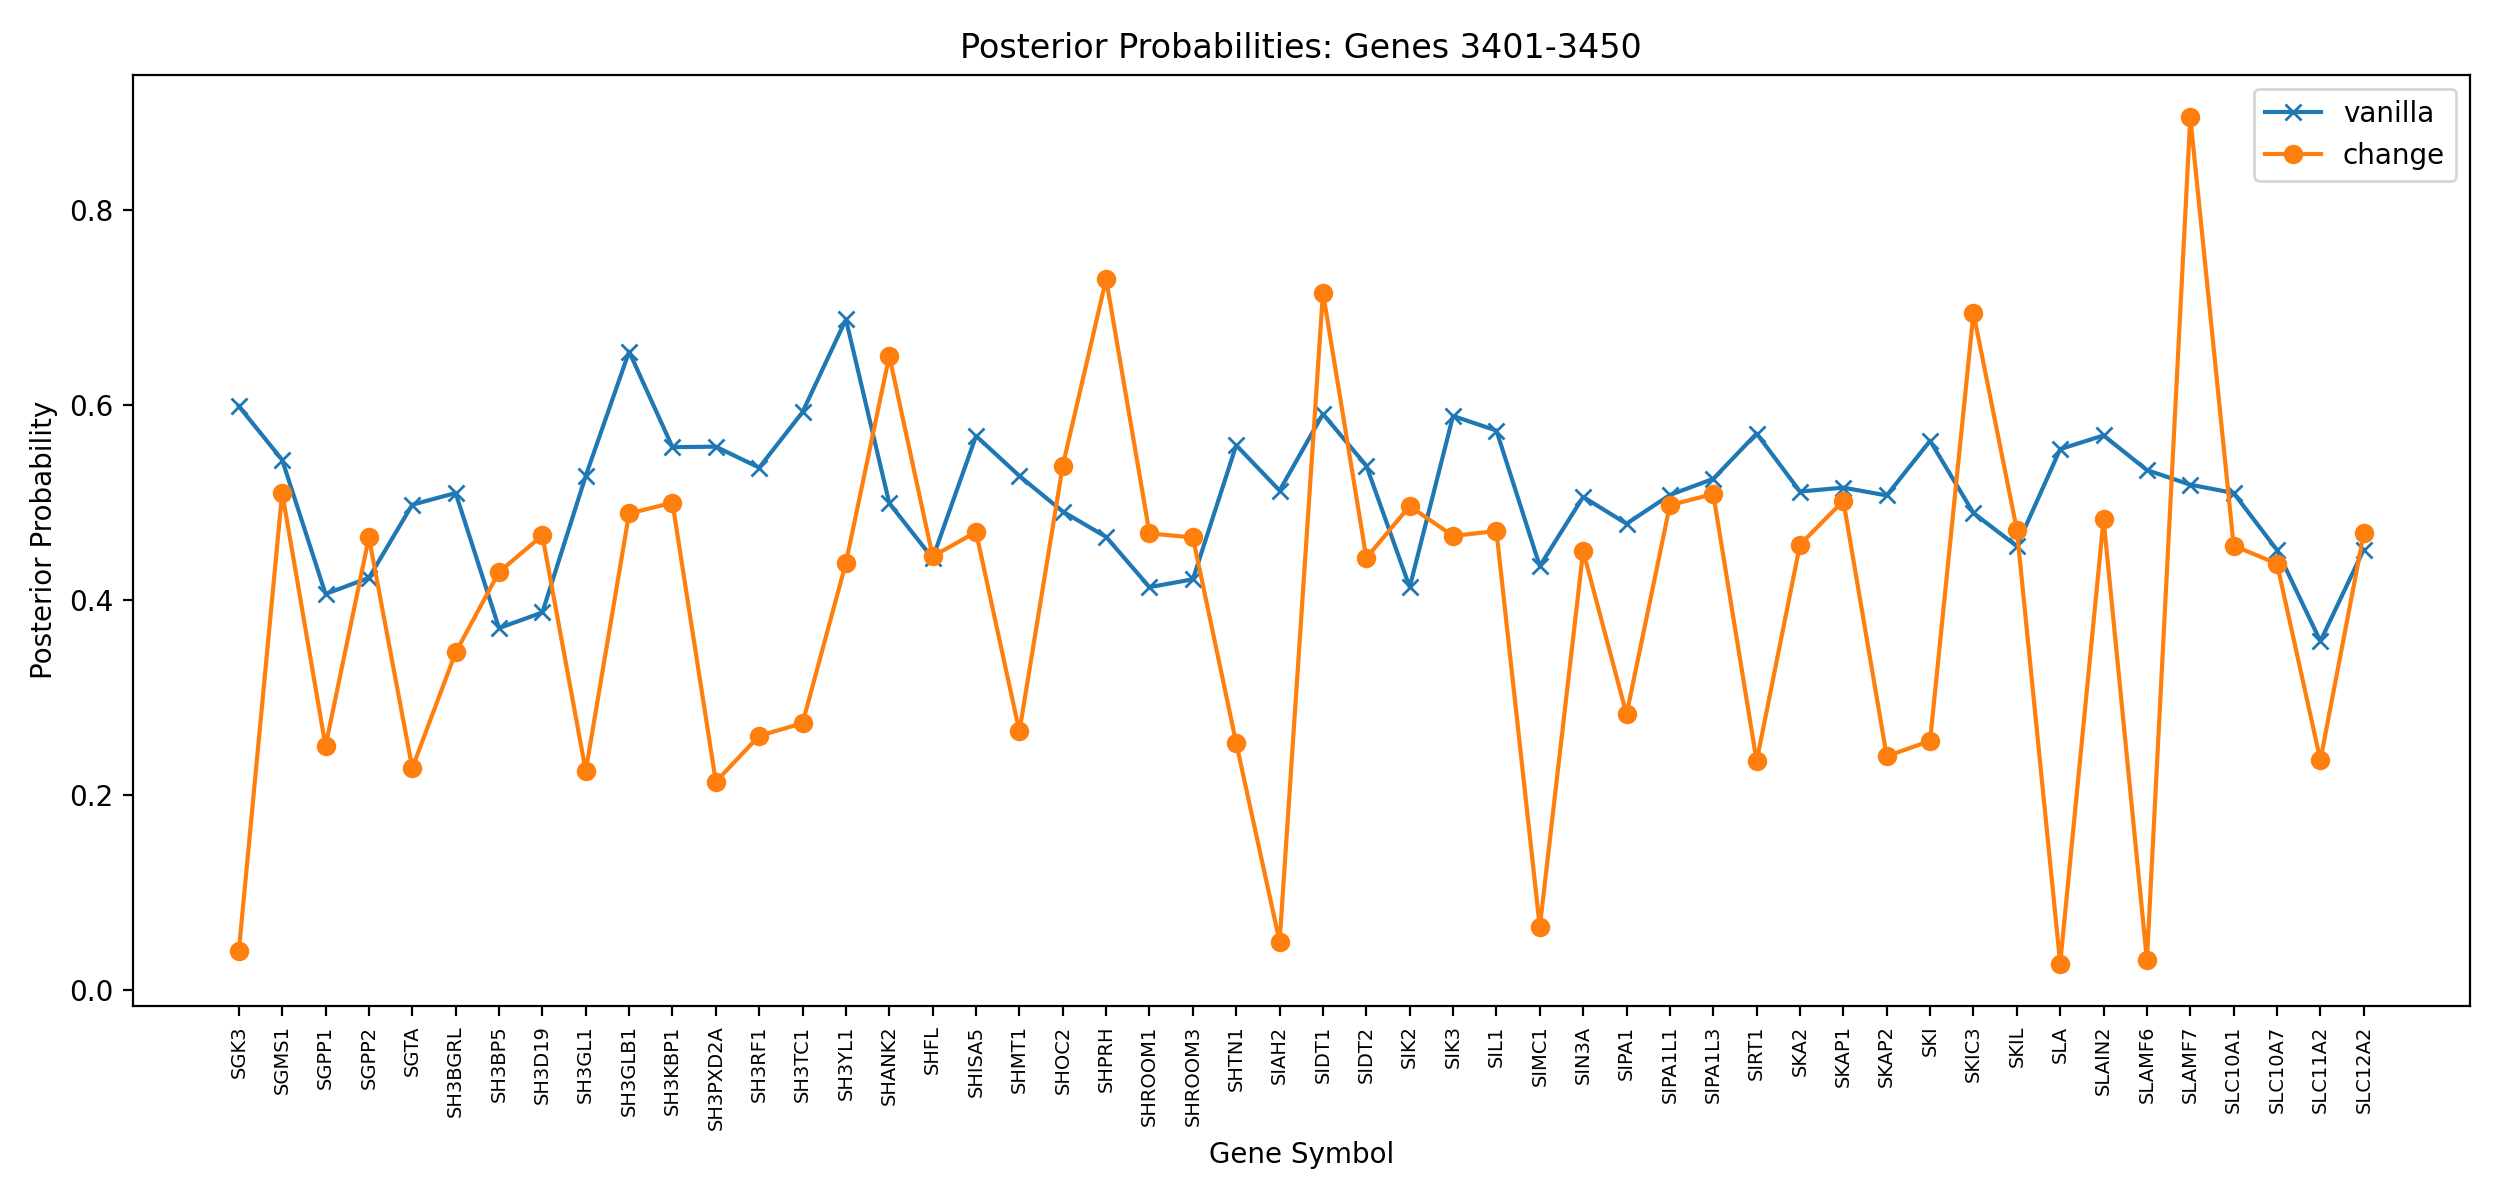 Posterior Probabilities: Genes 3401-3450
vanilla
change
Posterior Probability
0.8
0.6
0.4
0.2
0.0
SGK3
SGMS1
SGPP1
SGPP2
SGTA
SH3BGRL
SH3BP5
SH3D19
SH3GL1
SH3GLB1
SH3KBP1
SH3PXD2A
SH3RF1
SH3TC1
SH3YL1
SHANK2
SHFL
SHISA5
SHMT1
SHOC2
SHPRH
SHROOM1
SHROOM3
SHTN1
SIAH2
SIDT1
SIDT2
SIK2
SIK3
SIL1
SIMC1
SIN3A
SIPA1
SIPA1L1
SIPA1L3
SIRT1
SKA2
SKAP1
SKAP2
SKI
SKIC3
SKIL
SLA
SLAIN2
SLAMF6
SLAMF7
SLC10A1
SLC10A7
SLC11A2
SLC12A2
Gene Symbol